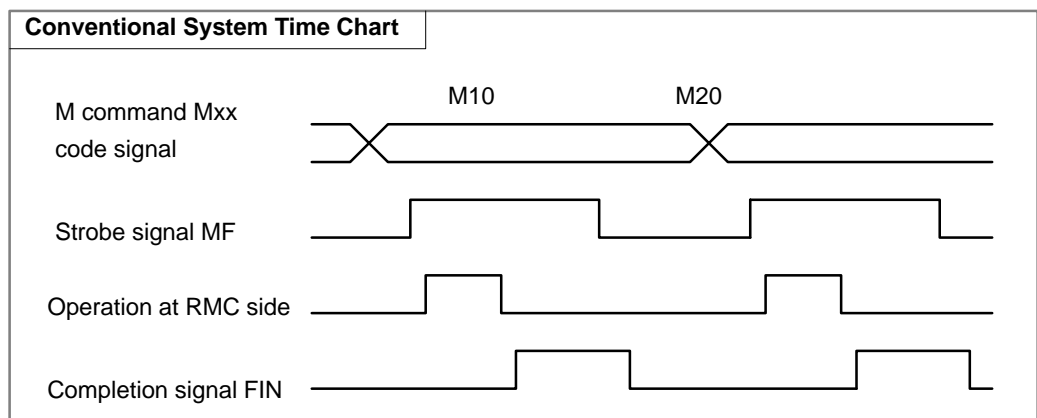 Conventional System Time Chart
M10 M20
M command Mxx
code signal
Strobe signal MF
Operation at RMC side
Completion signal FIN